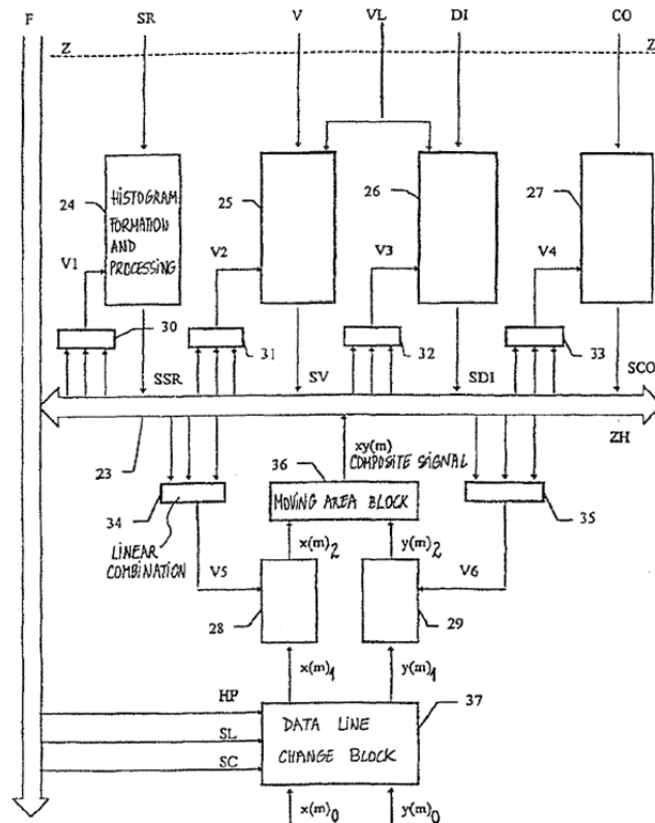 F SR V VL DI CO
Z Z
24 HISTOGRAM FORMATION AND PROCESSING 25 26 27
V1 V2 V3 V4
30 31 32 33
SSR SV SDI SCO
23 ZH
xy(m)
COMPOSITE SIGNAL
36 MOVING AREA BLOCK
34 35
LINEAR COMBINATION
x(m)2 y(m)2
V5 V6
28 29
x(m)1 y(m)1
HP 37
SL DATA LINE
SC CHANGE BLOCK
x(m)0 y(m)0